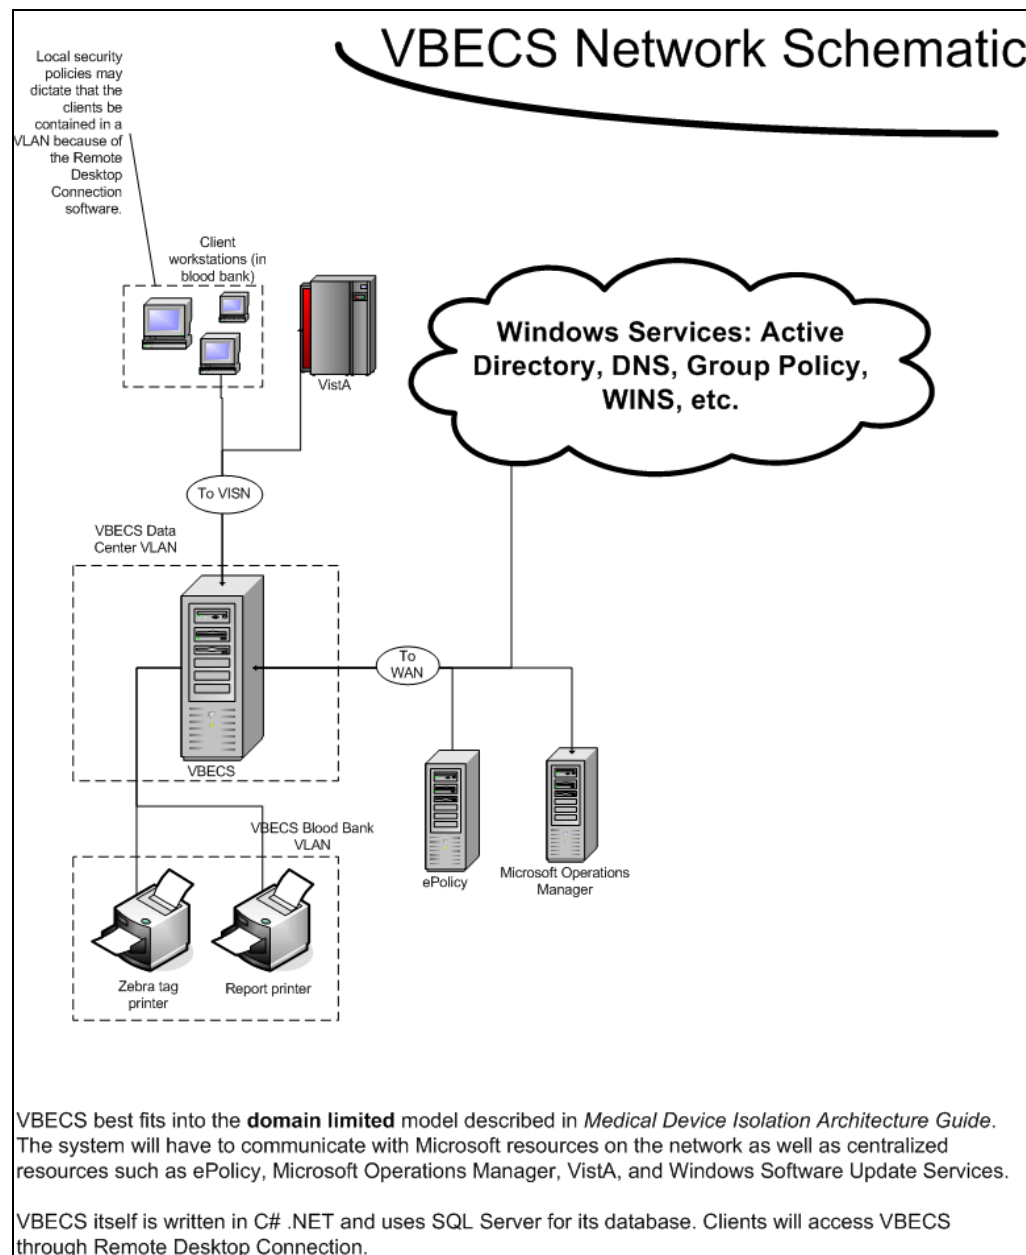 VBECS Network Schematic
Local security
policies may
dictate that the
clients be
contained in a
VLAN because of
the Remote
Desktop
Connection
software.
Client
workstations (in
blood bank)
VistA
Windows Services: Active
Directory, DNS, Group Policy,
WINS, etc.
To VISN
VBECS Data
Center VLAN
To
WAN
VBECS
VBECS Blood Bank
VLAN
ePolicy
Microsoft Operations
Manager
Zebra tag
printer
Report printer
VBECS best fits into the domain limited model described in Medical Device Isolation Architecture Guide.
The system will have to communicate with Microsoft resources on the network as well as centralized
resources such as ePolicy, Microsoft Operations Manager, VistA, and Windows Software Update Services.
VBECS itself is written in C# .NET and uses SQL Server for its database. Clients will access VBECS
through Remote Desktop Connection.